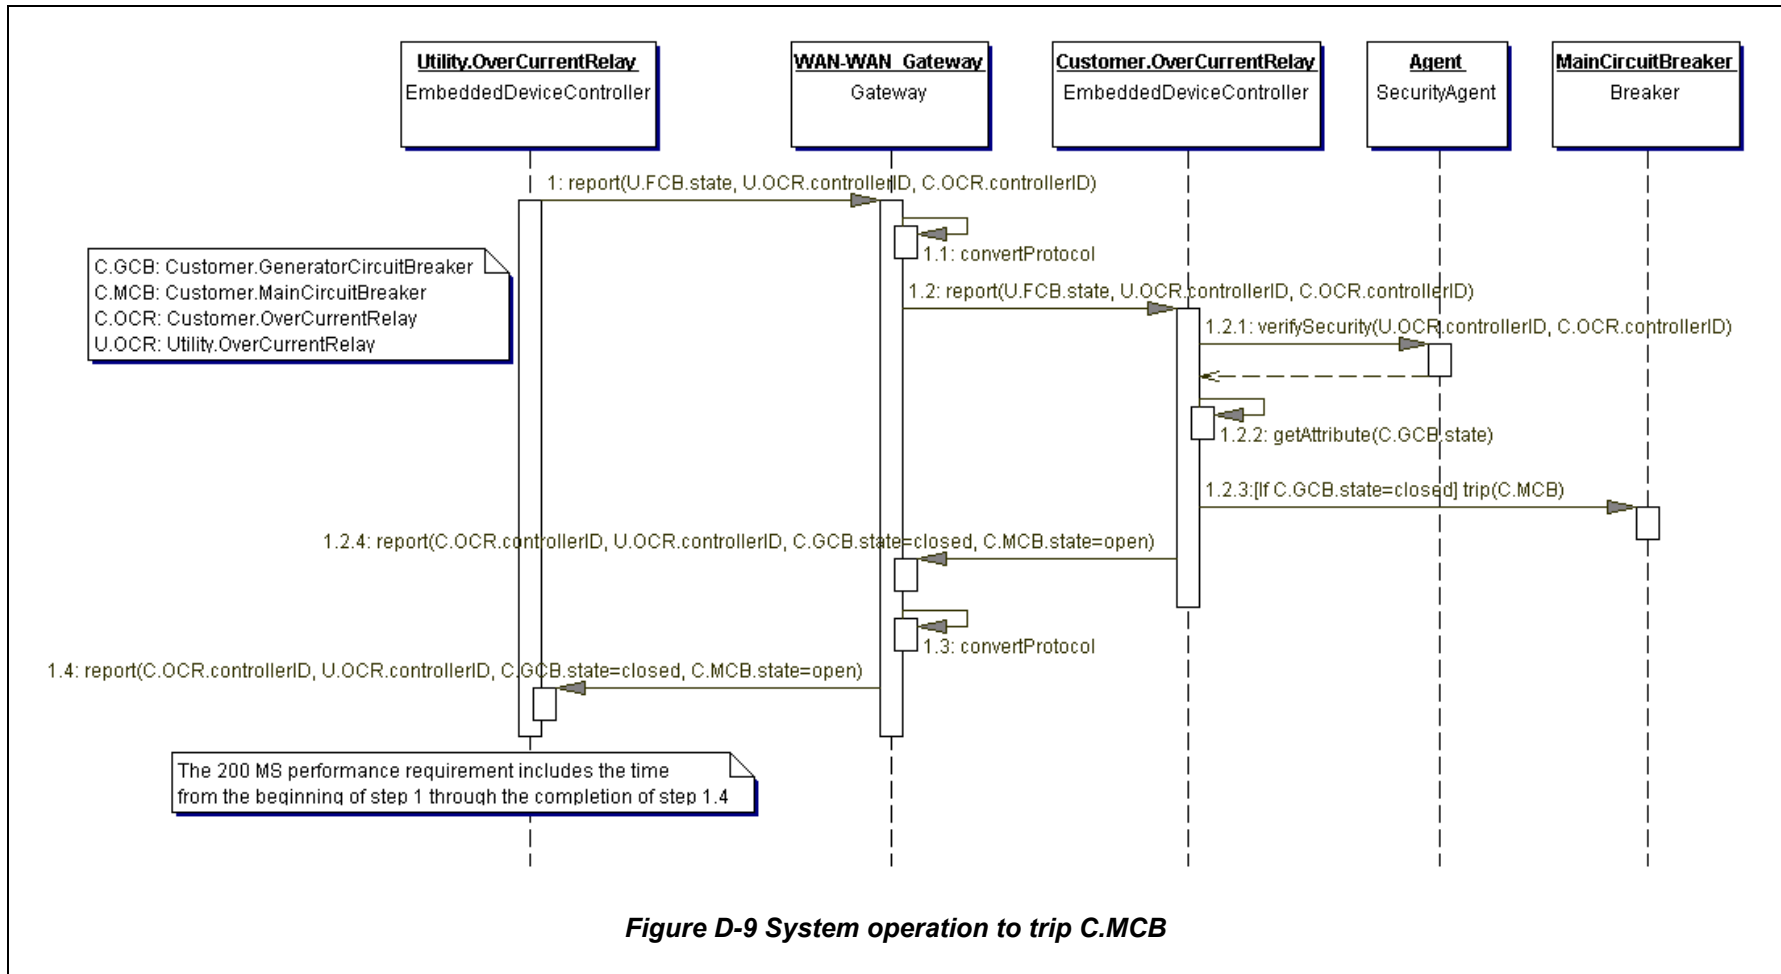 Utility.OverCurrentRelay
EmbeddedDeviceController
WAN-WAN_Gateway
Gateway
Customer.OverCurrentRelay
EmbeddedDeviceController
Agent
SecurityAgent
MainCircuitBreaker
Breaker
1: report(U.FCB.state, U.OCR.controllerID, C.OCR.controllerID)
1.1: convertProtocol
C.GCB: Customer.GeneratorCircuitBreaker
C.MCB: Customer.MainCircuitBreaker
C.OCR: Customer.OverCurrentRelay
U.OCR: Utility.OverCurrentRelay
1.2: report(U.FCB.state, U.OCR.controllerID, C.OCR.controllerID)
1.2.1: verifySecurity(U.OCR.controllerID, C.OCR.controllerID)
1.2.2: getAttribute(C.GCB.state)
1.2.3:[If C.GCB.state=closed] trip(C.MCB)
1.2.4: report(C.OCR.controllerID, U.OCR.controllerID, C.GCB.state=closed, C.MCB.state=open)
1.3: convertProtocol
1.4: report(C.OCR.controllerID, U.OCR.controllerID, C.GCB.state=closed, C.MCB.state=open)
The 200 MS performance requirement includes the time
from the beginning of step 1 through the completion of step 1.4
Figure D-9 System operation to trip C.MCB